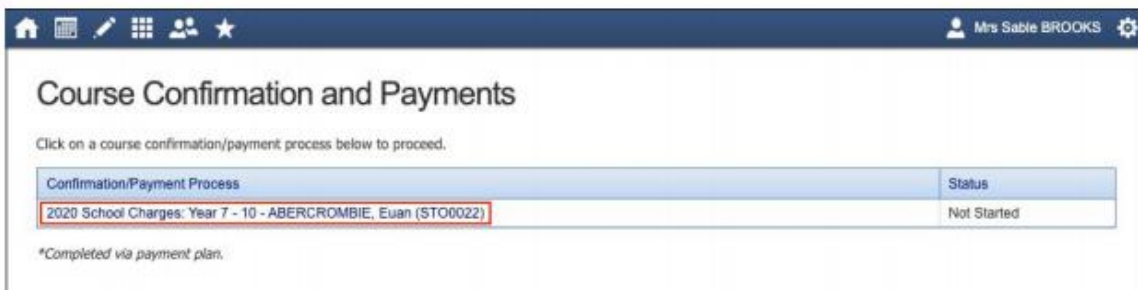 Mrs Sable BROOKS
Course Confirmation and Payments
Click on a course confirmation/payment process below to proceed.
Confirmation/Payment Process Status
2020 School Charges: Year 7 - 10 - ABERCROMBIE, Euan (STO0022) Not Started
*Completed via payment plan.